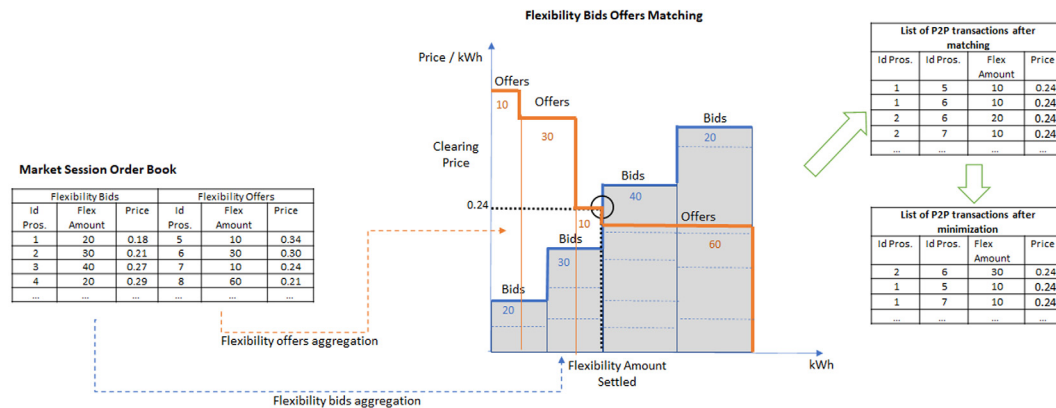 Flexibility Bids Offers Matching
Price / kWh
Offers
10
Offers
30
Clearing
Price
0.24
10
Bids
20
Bids
30
Bids
40
Bids
20
Offers
60
Flexibility Amount
Settled
kWh
Market Session Order Book
Flexibility Bids Flexibility Offers
Id Pros. Flex Amount Price Id Pros. Flex Amount Price
1 20 0.18 5 10 0.34
2 30 0.21 6 30 0.30
3 40 0.27 7 10 0.24
4 20 0.29 8 60 0.21
... ... ... ... ... ...
Flexibility offers aggregation
Flexibility bids aggregation
List of P2P transactions after
matching
Id Pros. Id Pros. Flex Amount Price
1 5 10 0.24
1 6 10 0.24
2 6 20 0.24
2 7 10 0.24
... ... ... ...
List of P2P transactions after
minimization
Id Pros. Id Pros. Flex Amount Price
2 6 30 0.24
1 5 10 0.24
1 7 10 0.24
... ... ... ...